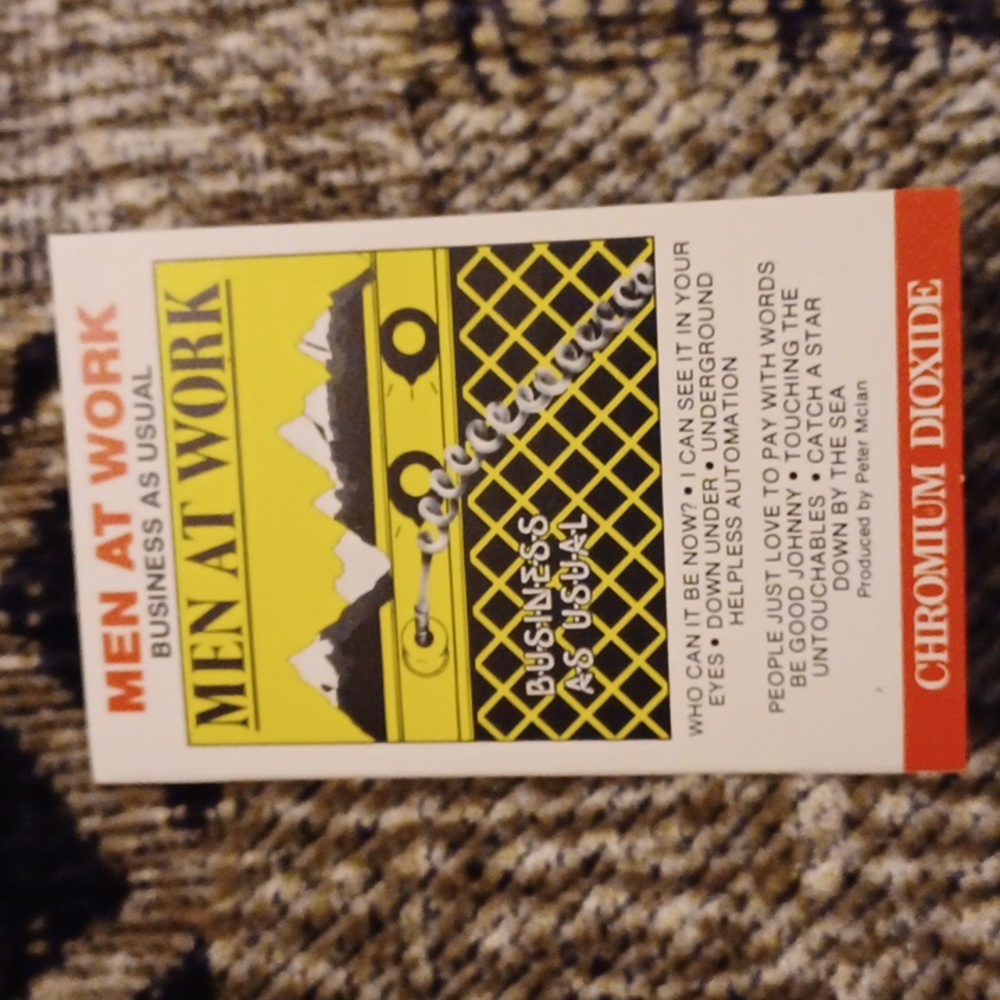 MEN AT WORK
BUSINESS AS USUAL
MEN AT WORK
BUSINESS
AS USUAL
WHO CAN IT BE NOW? • I CAN SEE IT IN YOUR
EYES • DOWN UNDER • UNDERGROUND
HELPLESS AUTOMATION
PEOPLE JUST LOVE TO PAY WITH WORDS
BE GOOD JOHNNY • TOUCHING THE
UNTOUCHABLES • CATCH A STAR
DOWN BY THE SEA
Produced by Peter McIan
CHROMIUM DIOXIDE